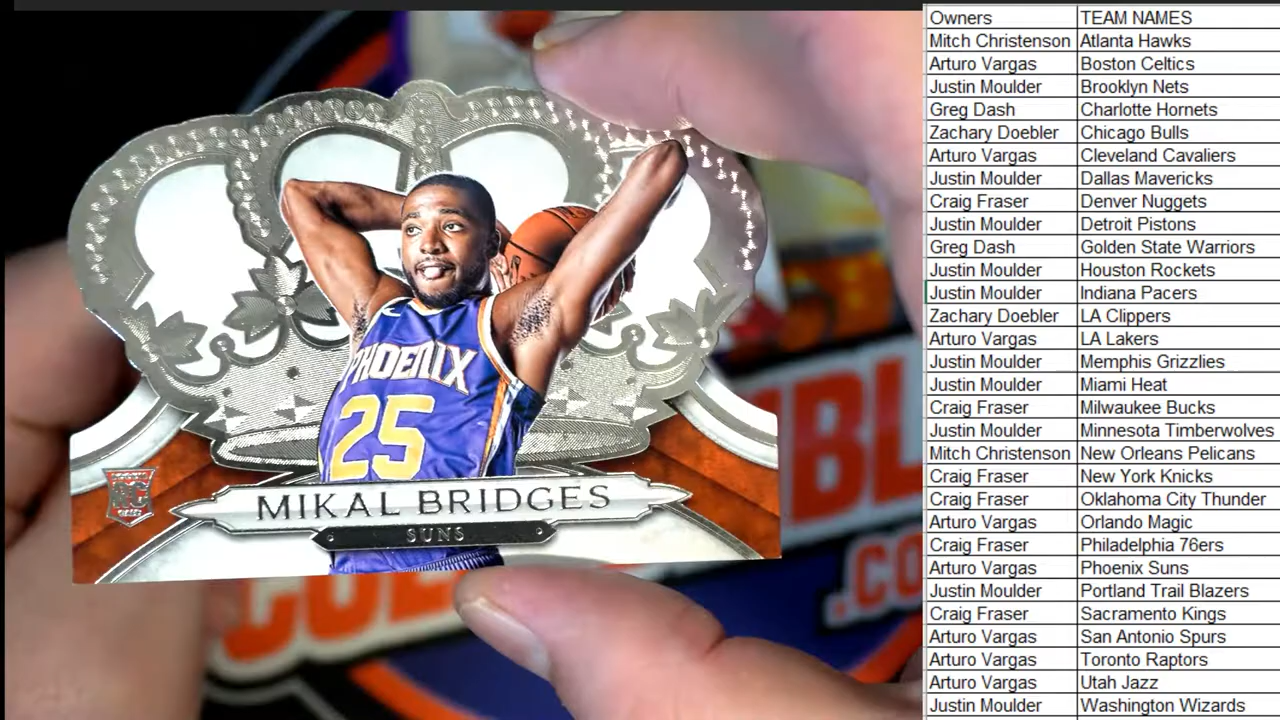 PHOENIX
25
RC
MIKAL BRIDGES
SUNS
IBL
.CO
Owners TEAM NAMES
Mitch Christenson Atlanta Hawks
Arturo Vargas Boston Celtics
Justin Moulder Brooklyn Nets
Greg Dash Charlotte Hornets
Zachary Doebler Chicago Bulls
Arturo Vargas Cleveland Cavaliers
Justin Moulder Dallas Mavericks
Craig Fraser Denver Nuggets
Justin Moulder Detroit Pistons
Greg Dash Golden State Warriors
Justin Moulder Houston Rockets
Justin Moulder Indiana Pacers
Zachary Doebler LA Clippers
Arturo Vargas LA Lakers
Justin Moulder Memphis Grizzlies
Justin Moulder Miami Heat
Craig Fraser Milwaukee Bucks
Justin Moulder Minnesota Timberwolves
Mitch Christenson New Orleans Pelicans
Craig Fraser New York Knicks
Craig Fraser Oklahoma City Thunder
Arturo Vargas Orlando Magic
Craig Fraser Philadelphia 76ers
Arturo Vargas Phoenix Suns
Justin Moulder Portland Trail Blazers
Craig Fraser Sacramento Kings
Arturo Vargas San Antonio Spurs
Arturo Vargas Toronto Raptors
Arturo Vargas Utah Jazz
Justin Moulder Washington Wizards